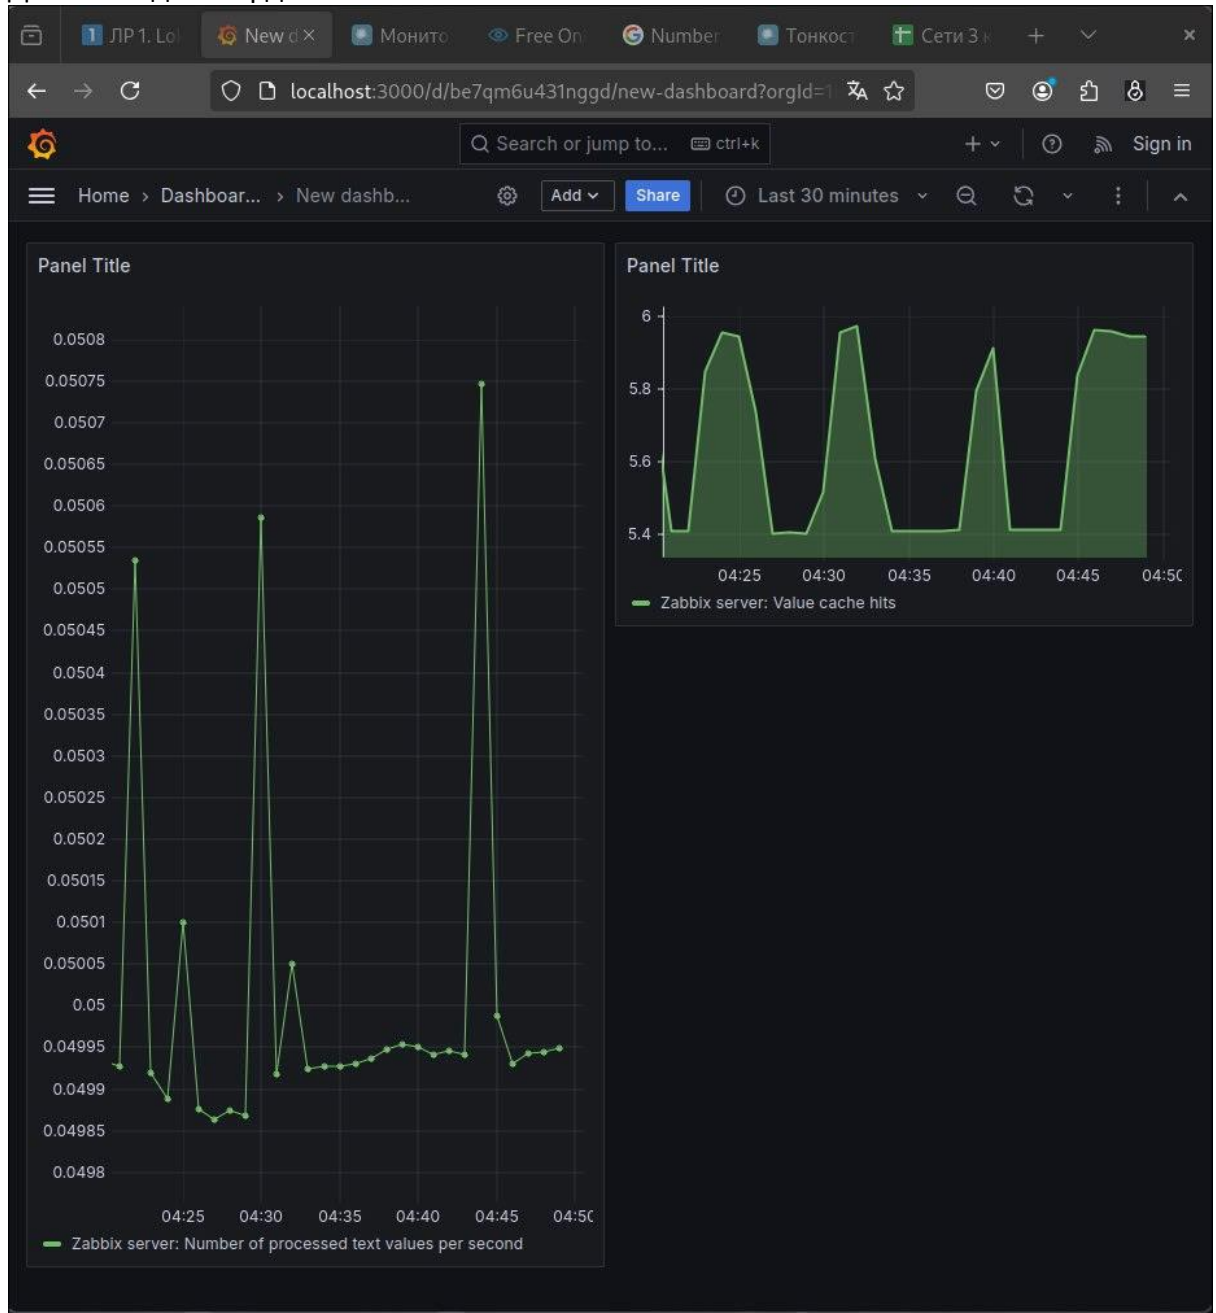 ЛР 1. Lo
New d
Монито
Free On
Number
Тонкост
Сети 3 к
localhost:3000/d/be7qm6u431nggd/new-dashboard?orgId=1
Search or jump to... ctrl+k
Sign in
Home › Dashboar... › New dashb...
Add
Share
Last 30 minutes
Panel Title
0.0508
0.05075
0.0507
0.05065
0.0506
0.05055
0.0505
0.05045
0.0504
0.05035
0.0503
0.05025
0.0502
0.05015
0.0501
0.05005
0.05
0.04995
0.0499
0.04985
0.0498
04:25 04:30 04:35 04:40 04:45 04:50
Zabbix server: Number of processed text values per second
Panel Title
6
5.8
5.6
5.4
04:25 04:30 04:35 04:40 04:45 04:50
Zabbix server: Value cache hits